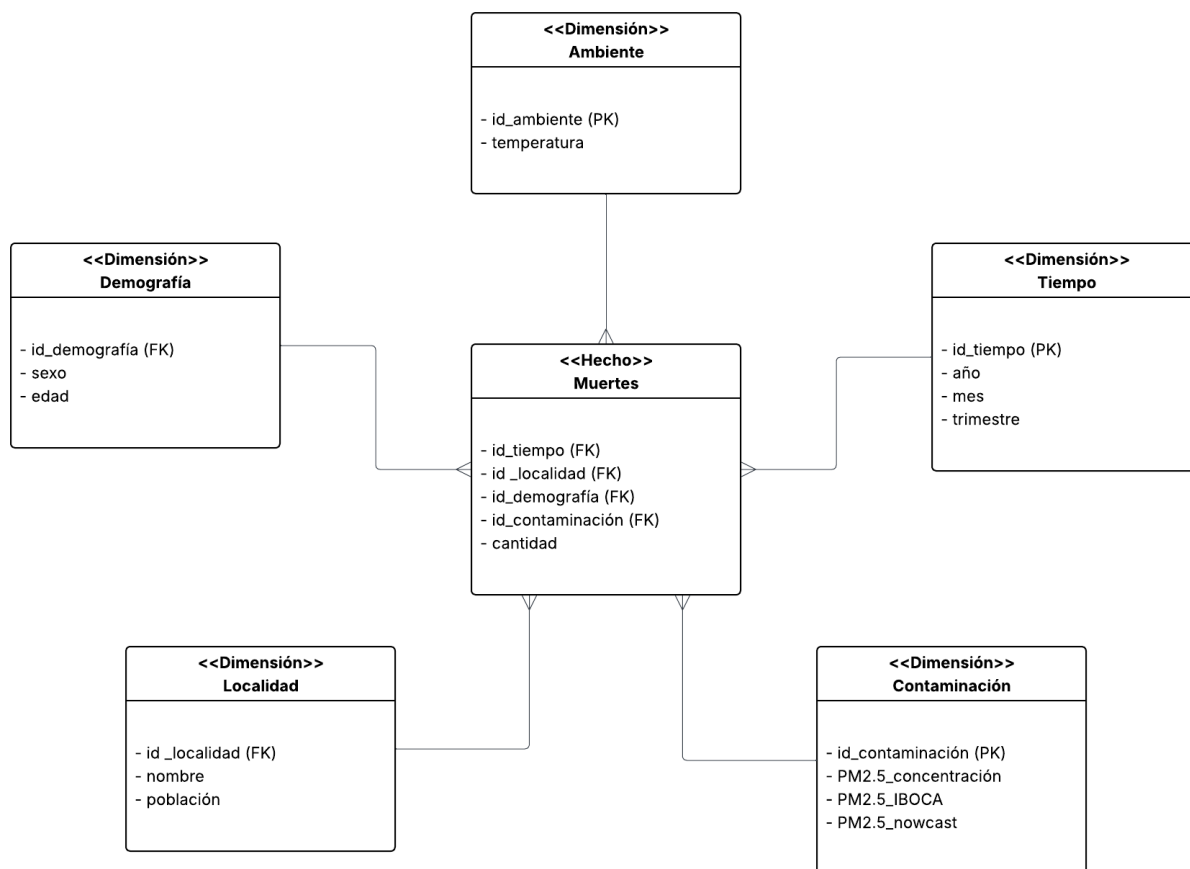 <<Dimensión>>
Ambiente
- id_ambiente (PK)
- temperatura
<<Dimensión>>
Demografía
- id_demografía (FK)
- sexo
- edad
<<Dimensión>>
Tiempo
- id_tiempo (PK)
- año
- mes
- trimestre
<<Hecho>>
Muertes
- id_tiempo (FK)
- id _localidad (FK)
- id_demografía (FK)
- id_contaminación (FK)
- cantidad
<<Dimensión>>
Localidad
- id _localidad (FK)
- nombre
- población
<<Dimensión>>
Contaminación
- id_contaminación (PK)
- PM2.5_concentración
- PM2.5_IBOCA
- PM2.5_nowcast